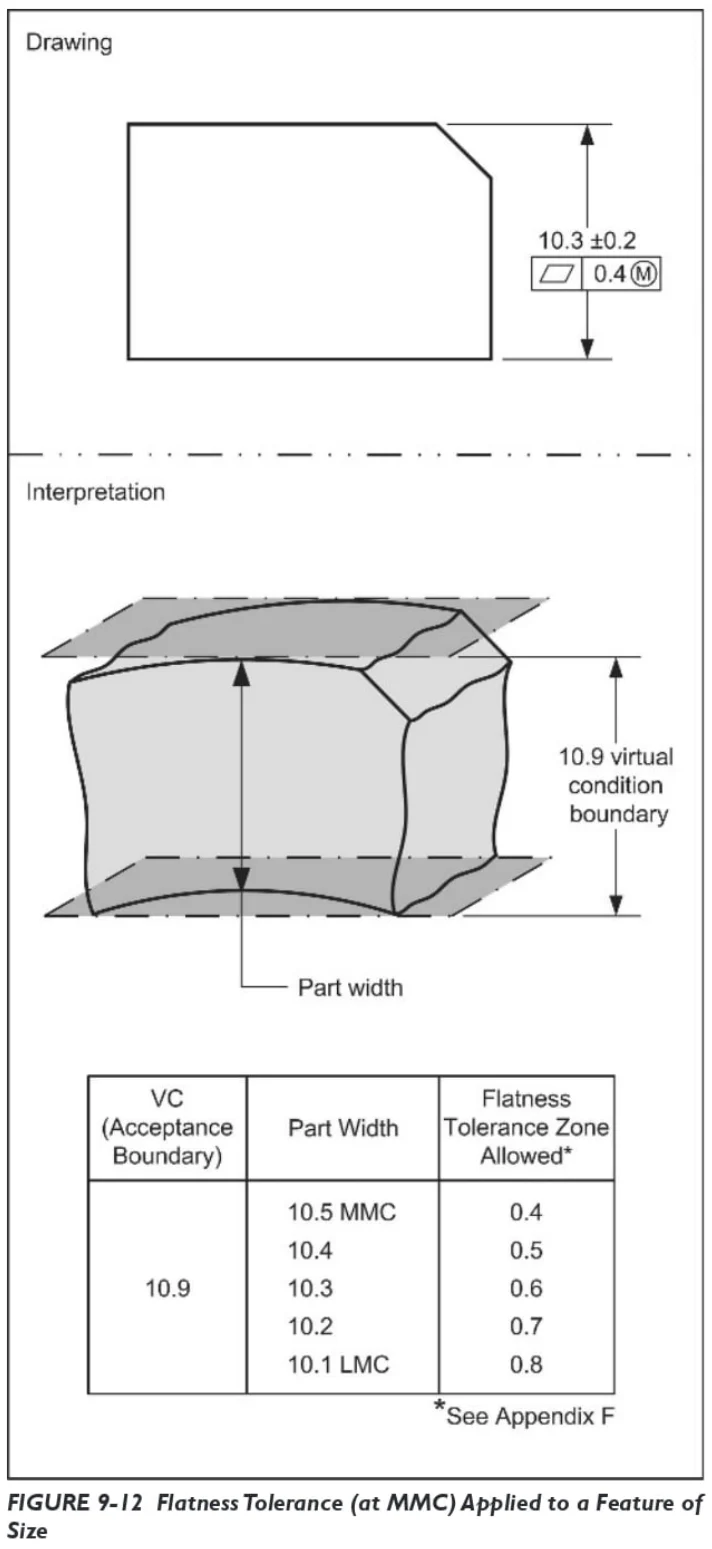 Drawing
10.3 ±0.2
⏥ 0.4 Ⓜ
Interpretation
10.9 virtual
condition
boundary
Part width
VC
(Acceptance
Boundary)
Part Width
Flatness
Tolerance Zone
Allowed*
10.9
10.5 MMC 0.4
10.4 0.5
10.3 0.6
10.2 0.7
10.1 LMC 0.8
*See Appendix F
FIGURE 9-12 Flatness Tolerance (at MMC) Applied to a Feature of
Size